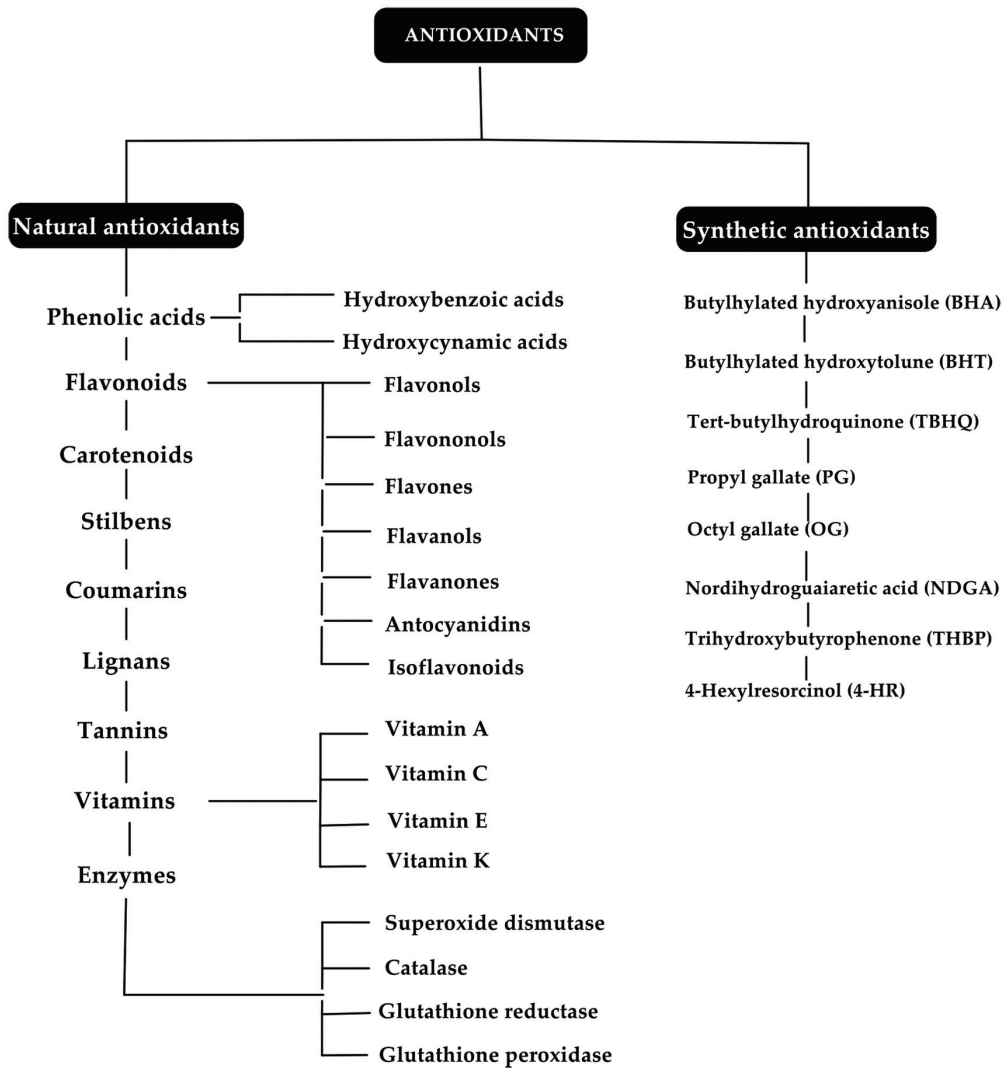 ANTIOXIDANTS
Natural antioxidants
Synthetic antioxidants
Phenolic acids
Hydroxybenzoic acids
Hydroxycynamic acids
Flavonoids
Flavonols
Flavononols
Flavones
Flavanols
Flavanones
Antocyanidins
Isoflavonoids
Carotenoids
Stilbens
Coumarins
Lignans
Tannins
Vitamins
Vitamin A
Vitamin C
Vitamin E
Vitamin K
Enzymes
Superoxide dismutase
Catalase
Glutathione reductase
Glutathione peroxidase
Butylhylated hydroxyanisole (BHA)
Butylhylated hydroxytolune (BHT)
Tert-butylhydroquinone (TBHQ)
Propyl gallate (PG)
Octyl gallate (OG)
Nordihydroguaiaretic acid (NDGA)
Trihydroxybutyrophenone (THBP)
4-Hexylresorcinol (4-HR)